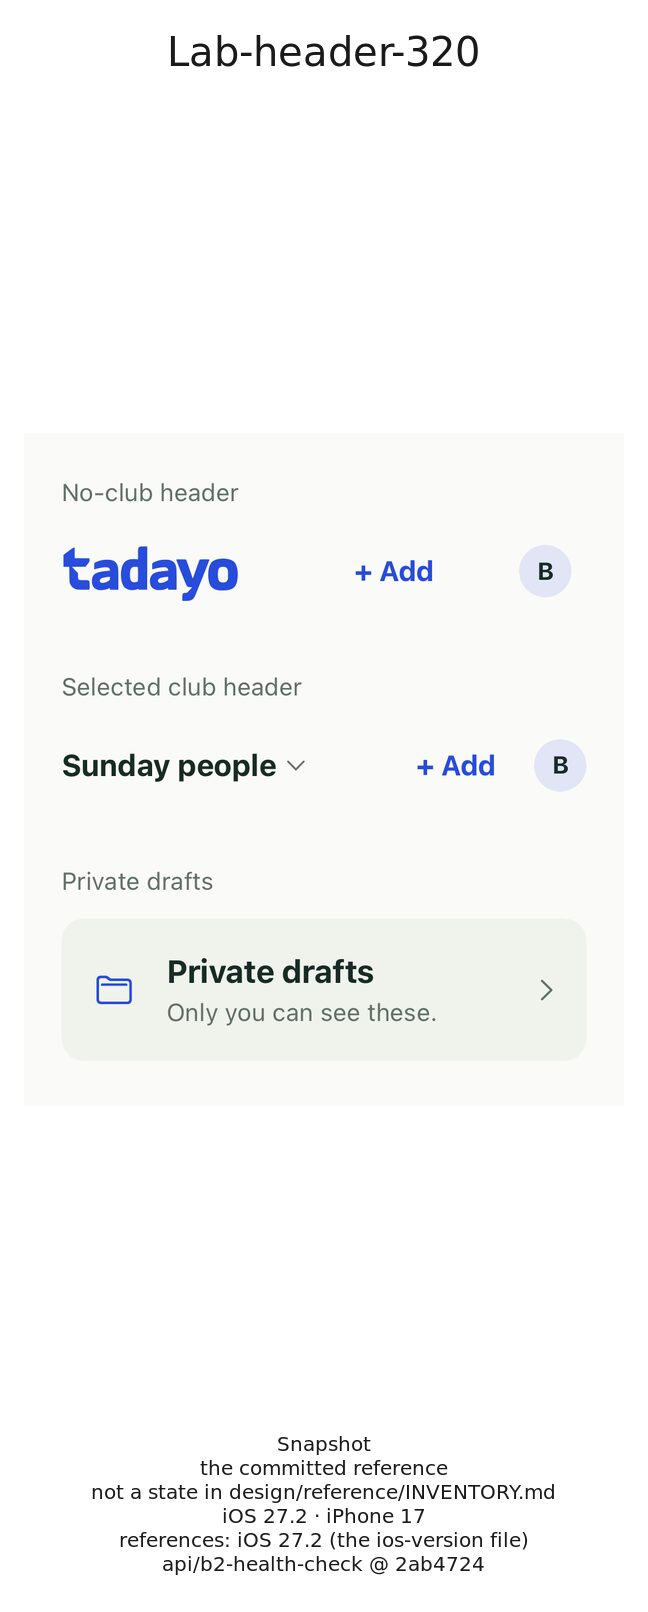 Lab-header-320
No-club header
tadayo
+ Add
B
Selected club header
Sunday people
+ Add
B
Private drafts
Private drafts
Only you can see these.
Snapshot
the committed reference
not a state in design/reference/INVENTORY.md
iOS 27.2 · iPhone 17
references: iOS 27.2 (the ios-version file)
api/b2-health-check @ 2ab4724